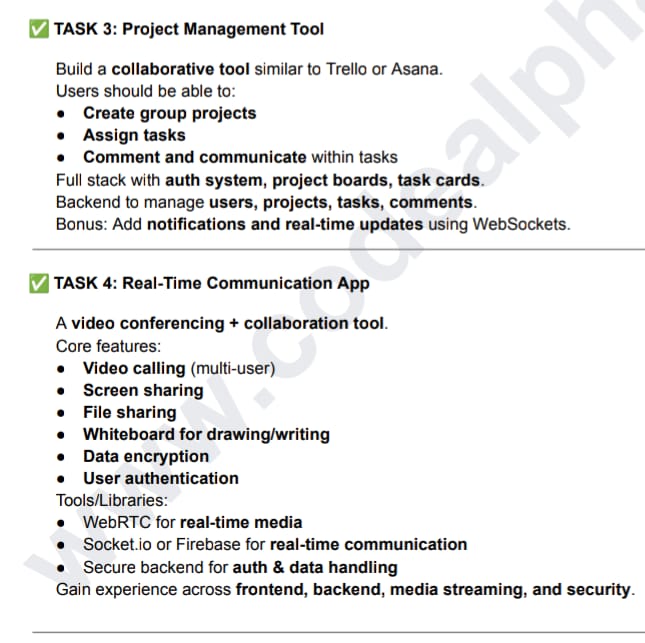 ✅ TASK 3: Project Management Tool
Build a collaborative tool similar to Trello or Asana.
Users should be able to:
● Create group projects
● Assign tasks
● Comment and communicate within tasks
Full stack with auth system, project boards, task cards.
Backend to manage users, projects, tasks, comments.
Bonus: Add notifications and real-time updates using WebSockets.
✅ TASK 4: Real-Time Communication App
A video conferencing + collaboration tool.
Core features:
● Video calling (multi-user)
● Screen sharing
● File sharing
● Whiteboard for drawing/writing
● Data encryption
● User authentication
Tools/Libraries:
● WebRTC for real-time media
● Socket.io or Firebase for real-time communication
● Secure backend for auth & data handling
Gain experience across frontend, backend, media streaming, and security.
www.codealph